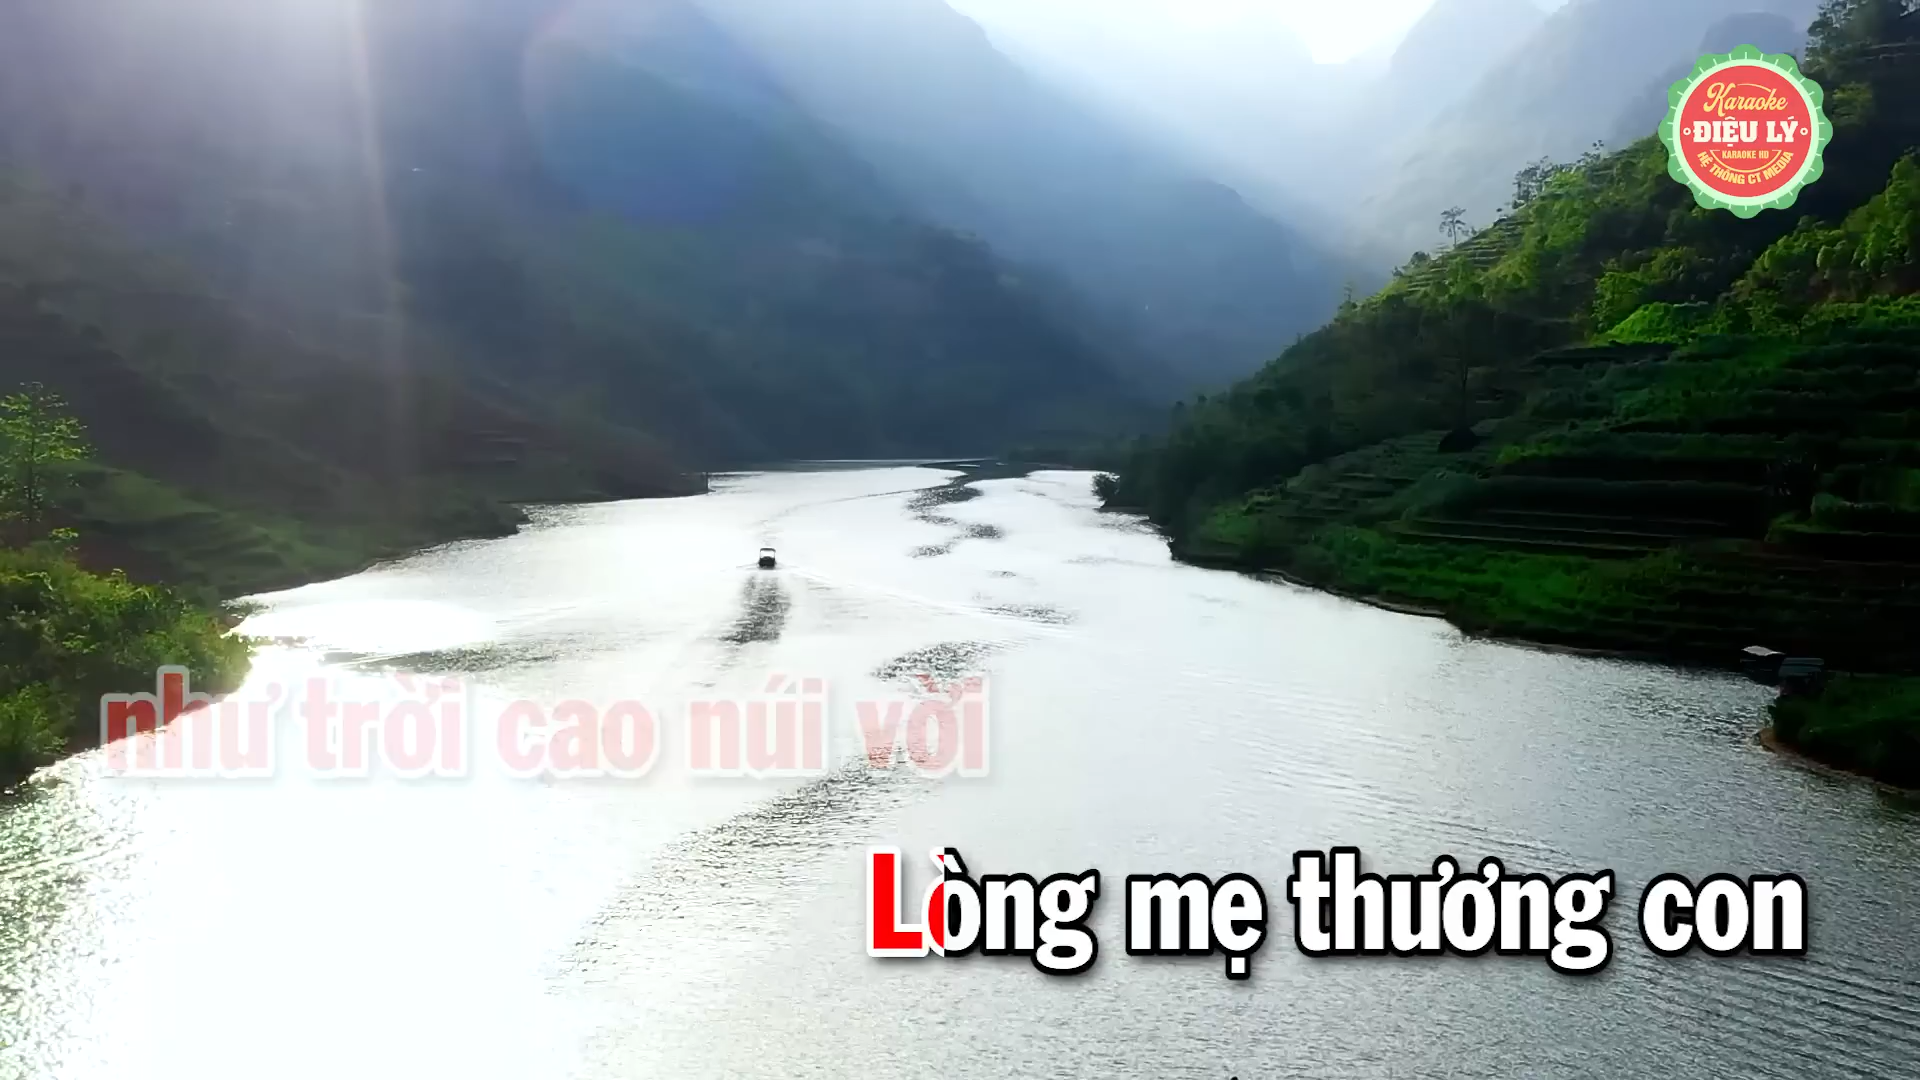 Karaoke
ĐIỆU LÝ
KARAOKE HD
HỆ THỐNG CT MEDIA
như trời cao núi vời
Lòng mẹ thương con